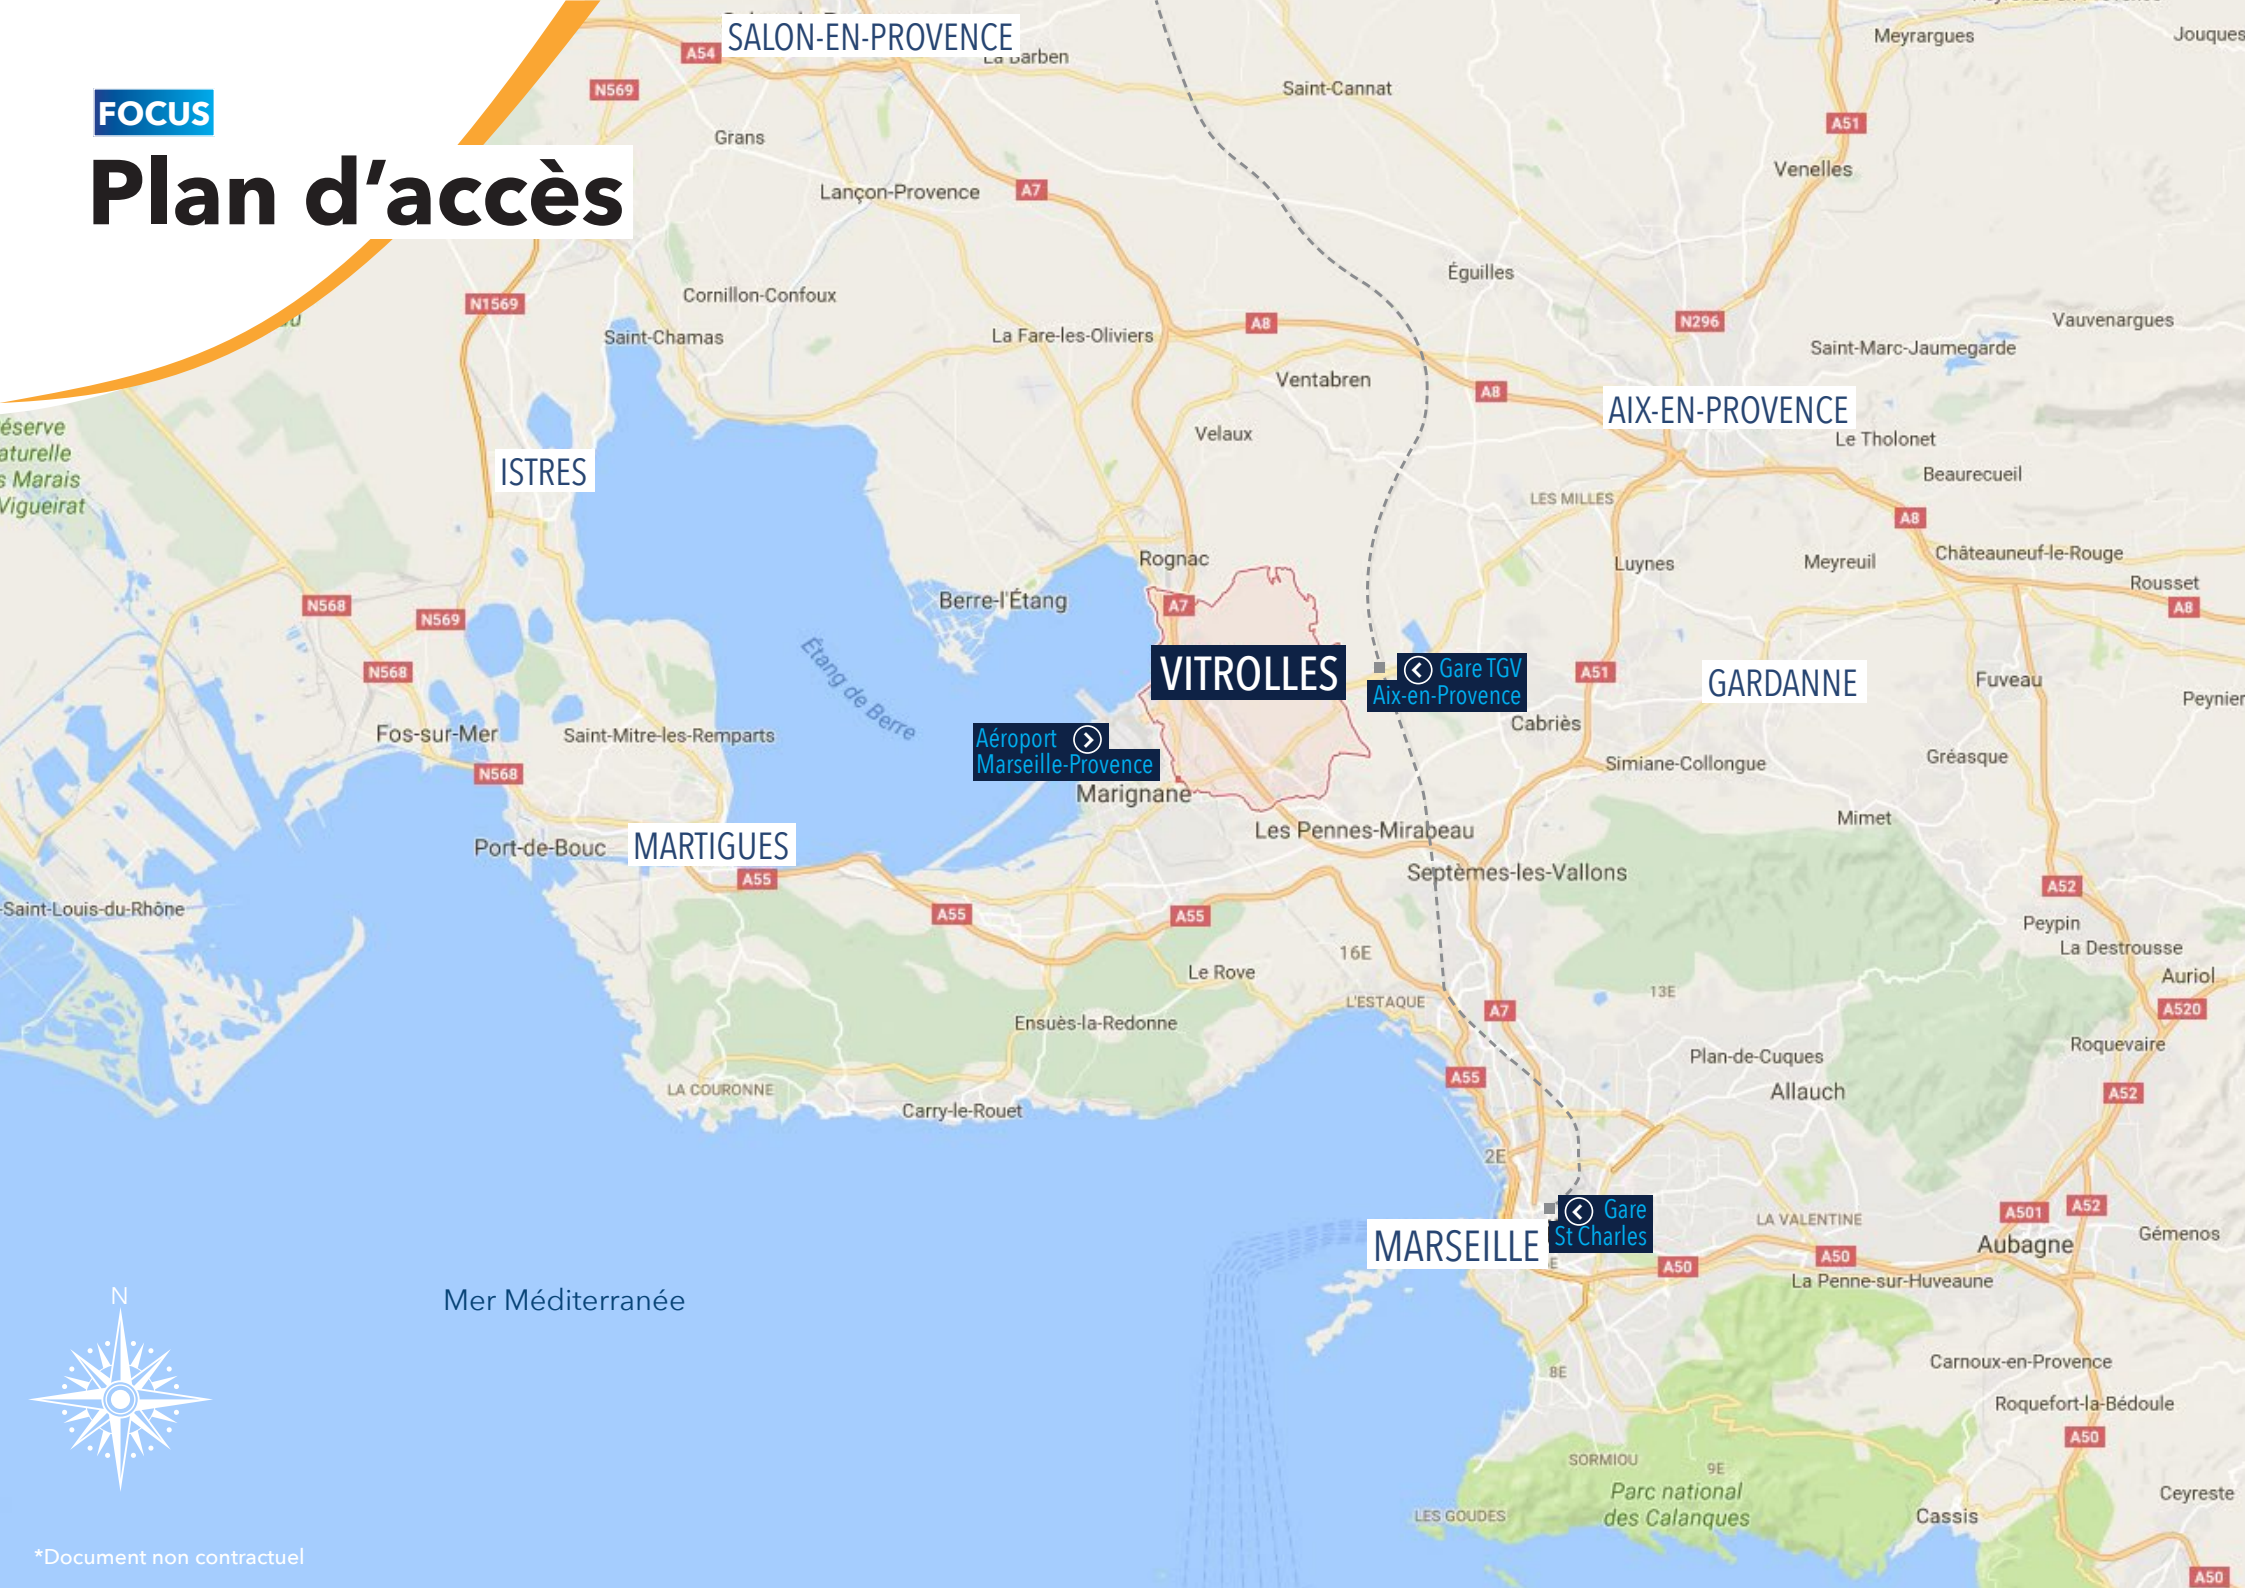 FOCUS
Plan d'accès
SALON-EN-PROVENCE
La Barben
A54
N569
Saint-Cannat
Meyrargues
Jouques
A51
Grans
Venelles
Lançon-Provence
A7
Éguilles
Cornillon-Confoux
N1569
Saint-Chamas
La Fare-les-Oliviers
A8
N296
Vauvenargues
Saint-Marc-Jaumegarde
Ventabren
A8
AIX-EN-PROVENCE
Le Tholonet
Velaux
éserve
aturelle
s Marais
Vigueirat
ISTRES
Beaurecueil
LES MILLES
A8
Rognac
Luynes
Meyreuil
Châteauneuf-le-Rouge
Rousset
A8
Berre-l'Étang
N568
N569
A7
Étang de Berre
VITROLLES
Gare TGV
Aix-en-Provence
A51
GARDANNE
Fuveau
Peynier
N568
Fos-sur-Mer
Saint-Mitre-les-Remparts
Aéroport
Marseille-Provence
Cabriès
Simiane-Collongue
Gréasque
N568
Marignane
Mimet
Port-de-Bouc
MARTIGUES
Les Pennes-Mirabeau
Septèmes-les-Vallons
A55
A52
-Saint-Louis-du-Rhône
A55
A55
Peypin
La Destrousse
16E
Le Rove
Auriol
L'ESTAQUE
13E
A7
A520
Ensuès-la-Redonne
Roquevaire
Plan-de-Cuques
A55
Allauch
A52
LA COURONNE
Carry-le-Rouet
2E
Gare
St Charles
MARSEILLE
LA VALENTINE
A501
A52
Gémenos
Aubagne
A50
A50
La Penne-sur-Huveaune
Mer Méditerranée
N
8E
Carnoux-en-Provence
Roquefort-la-Bédoule
A50
SORMIOU
9E
Parc national
des Calanques
LES GOUDES
Cassis
Ceyreste
*Document non contractuel
A50